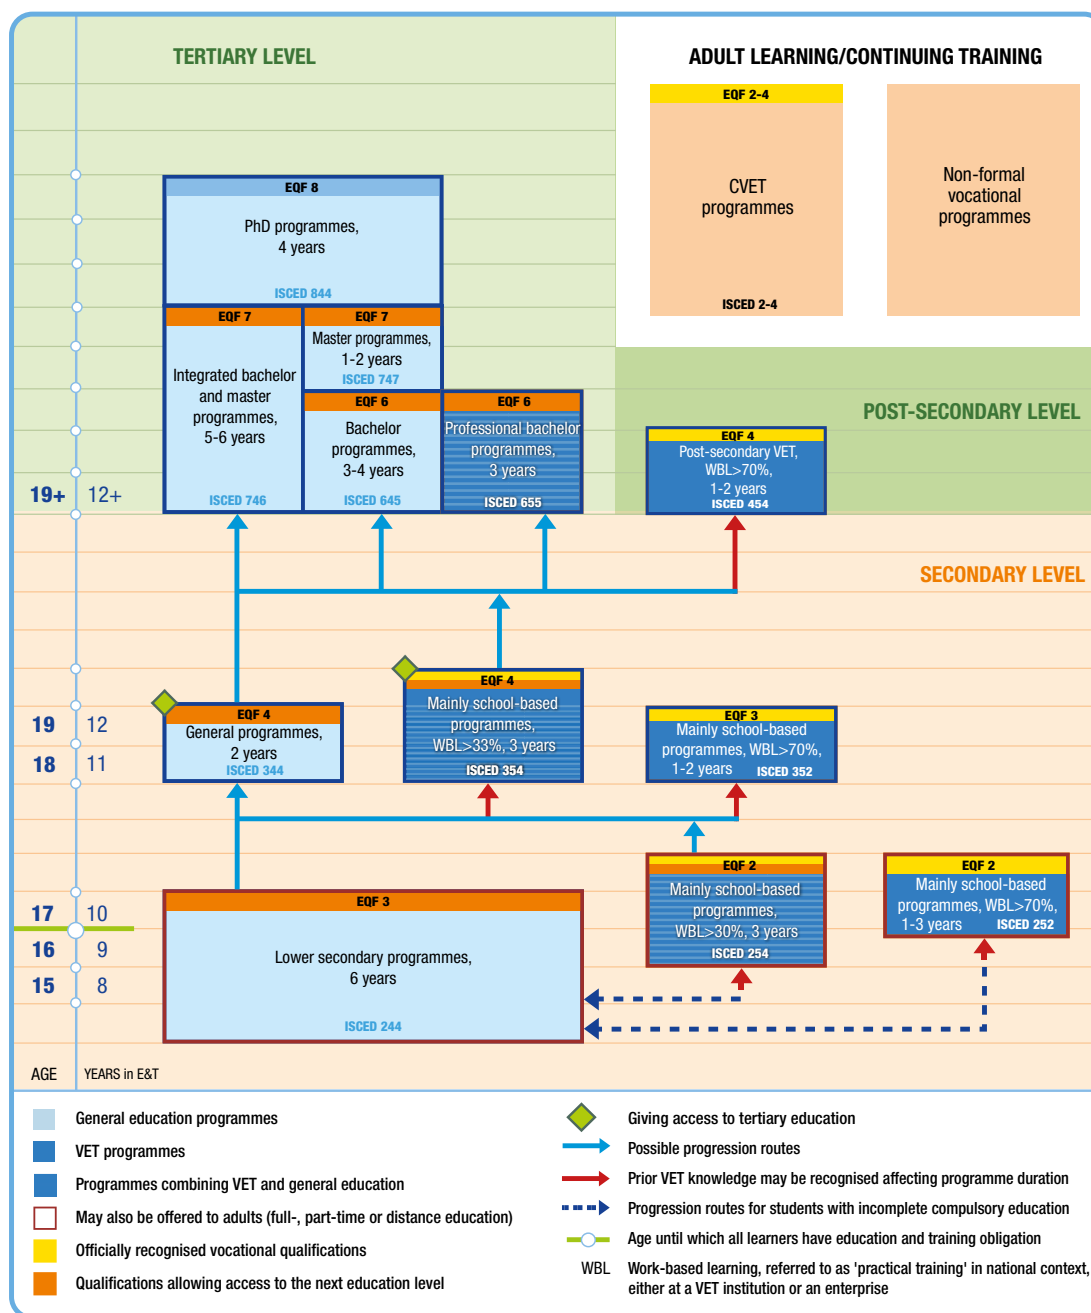 TERTIARY LEVEL
ADULT LEARNING/CONTINUING TRAINING
EQF 2-4
CVET
programmes
ISCED 2-4
Non-formal
vocational
programmes
EQF 8
PhD programmes,
4 years
ISCED 844
EQF 7
Integrated bachelor
and master
programmes,
5-6 years
ISCED 746
EQF 7
Master programmes,
1-2 years
ISCED 747
EQF 6
Bachelor
programmes,
3-4 years
ISCED 645
EQF 6
Professional bachelor
programmes,
3 years
ISCED 655
POST-SECONDARY LEVEL
EQF 4
Post-secondary VET,
WBL>70%,
1-2 years
ISCED 454
19+ 12+
SECONDARY LEVEL
EQF 4
General programmes,
2 years
ISCED 344
EQF 4
Mainly school-based
programmes,
WBL>33%, 3 years
ISCED 354
EQF 3
Mainly school-based
programmes, WBL>70%,
1-2 years ISCED 352
19 12
18 11
EQF 3
Lower secondary programmes,
6 years
ISCED 244
EQF 2
Mainly school-based
programmes,
WBL>30%, 3 years
ISCED 254
EQF 2
Mainly school-based
programmes, WBL>70%,
1-3 years ISCED 252
17 10
16 9
15 8
AGE YEARS in E&T
General education programmes
VET programmes
Programmes combining VET and general education
May also be offered to adults (full-, part-time or distance education)
Officially recognised vocational qualifications
Qualifications allowing access to the next education level
Giving access to tertiary education
Possible progression routes
Prior VET knowledge may be recognised affecting programme duration
Progression routes for students with incomplete compulsory education
Age until which all learners have education and training obligation
WBL Work-based learning, referred to as 'practical training' in national context,
either at a VET institution or an enterprise